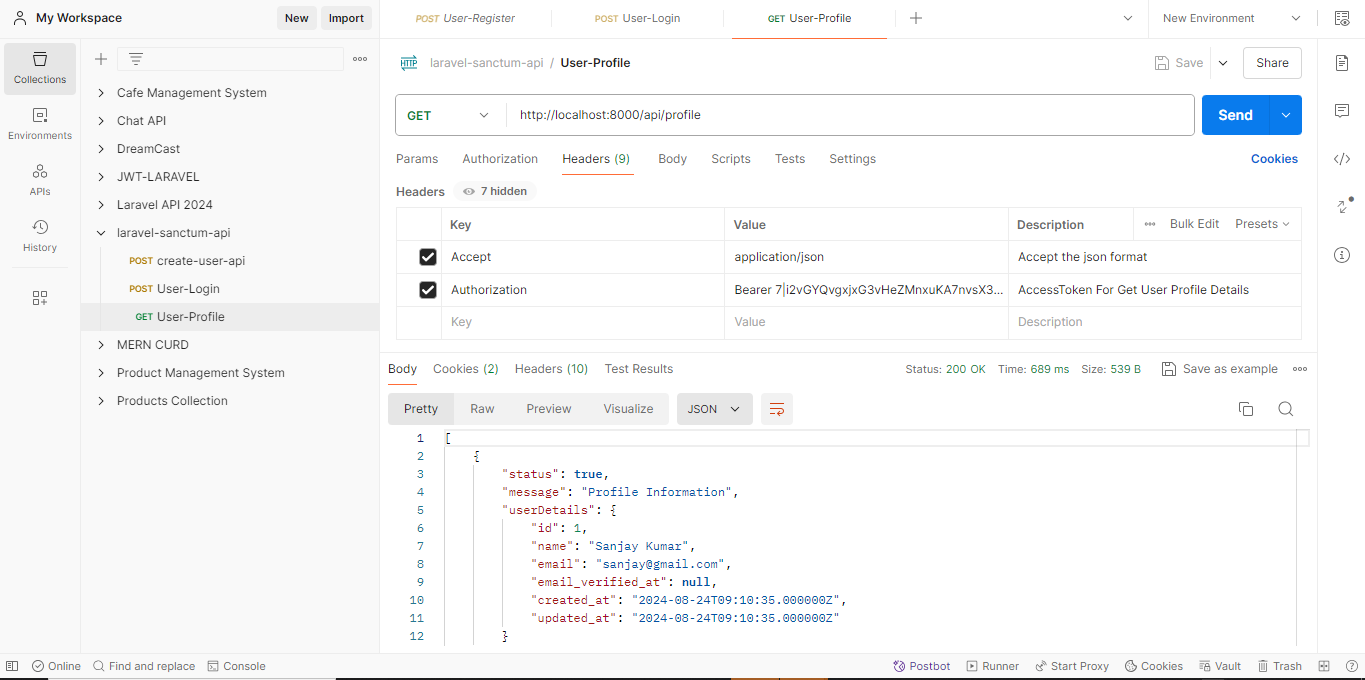 My Workspace New Import
POST User-Register POST User-Login GET User-Profile New Environment
Collections
Environments
APIs
History
Cafe Management System
Chat API
DreamCast
JWT-LARAVEL
Laravel API 2024
laravel-sanctum-api
POST create-user-api
POST User-Login
GET User-Profile
MERN CURD
Product Management System
Products Collection
HTTP laravel-sanctum-api / User-Profile Save Share
GET http://localhost:8000/api/profile Send
Params Authorization Headers (9) Body Scripts Tests Settings Cookies
Headers 7 hidden
Key Value Description Bulk Edit Presets
Accept application/json Accept the json format
Authorization Bearer 7|i2vGYQvgxjxG3vHeZMnxuKA7nvsX3... AccessToken For Get User Profile Details
Key Value Description
Body Cookies (2) Headers (10) Test Results Status: 200 OK Time: 689 ms Size: 539 B Save as example
Pretty Raw Preview Visualize JSON
1 [
2 {
3 "status": true,
4 "message": "Profile Information",
5 "userDetails": {
6 "id": 1,
7 "name": "Sanjay Kumar",
8 "email": "sanjay@gmail.com",
9 "email_verified_at": null,
10 "created_at": "2024-08-24T09:10:35.000000Z",
11 "updated_at": "2024-08-24T09:10:35.000000Z"
12 }
Online Find and replace Console Postbot Runner Start Proxy Cookies Vault Trash